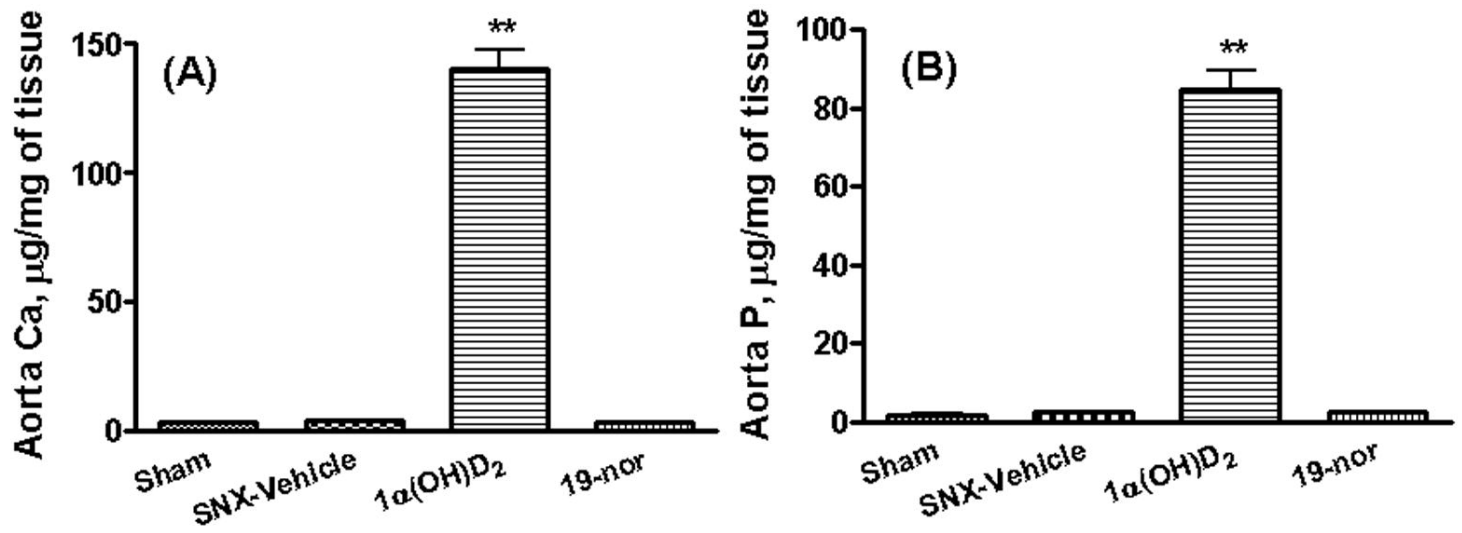 Aorta Ca, μg/mg of tissue
150
100
50
0
(A)
**
Sham
SNX-Vehicle
1α(OH)D₂
19-nor
Aorta P, μg/mg of tissue
100
80
60
40
20
0
(B)
**
Sham
SNX-Vehicle
1α(OH)D₂
19-nor